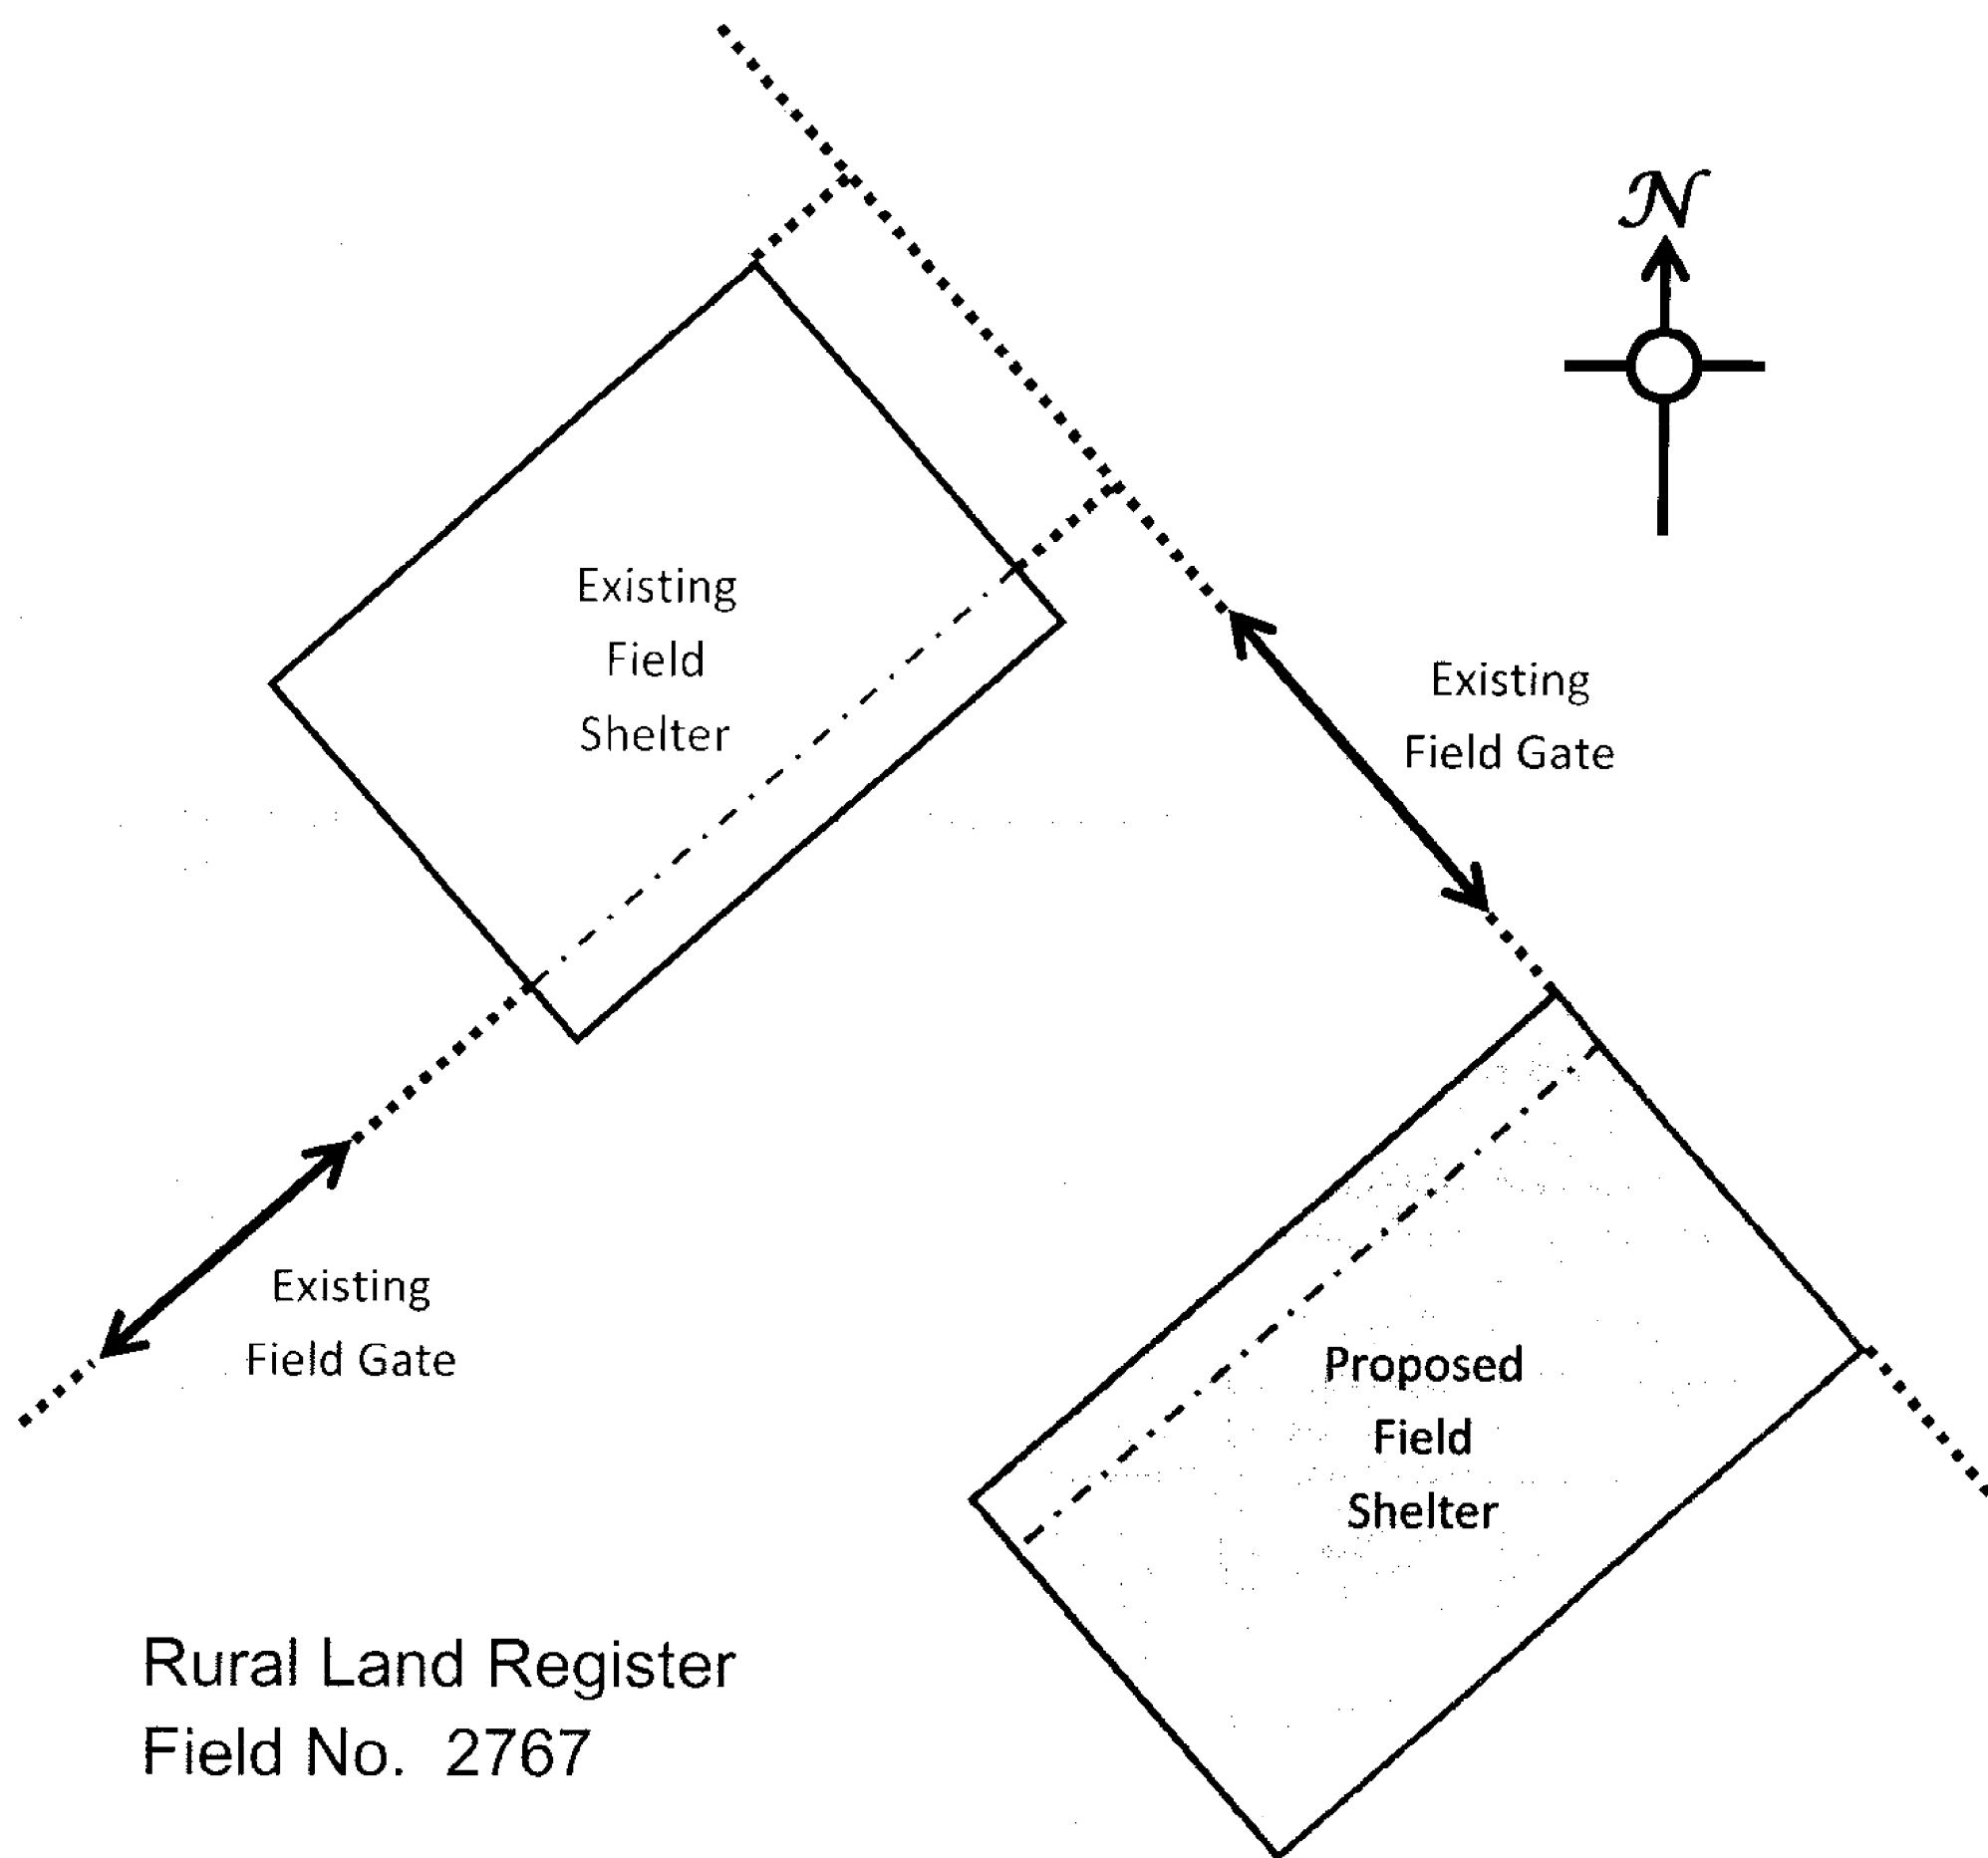 N
Existing
Field
Shelter
Existing
Field Gate
Existing
Field Gate
Proposed
Field
Shelter
Rural Land Register
Field No. 2767